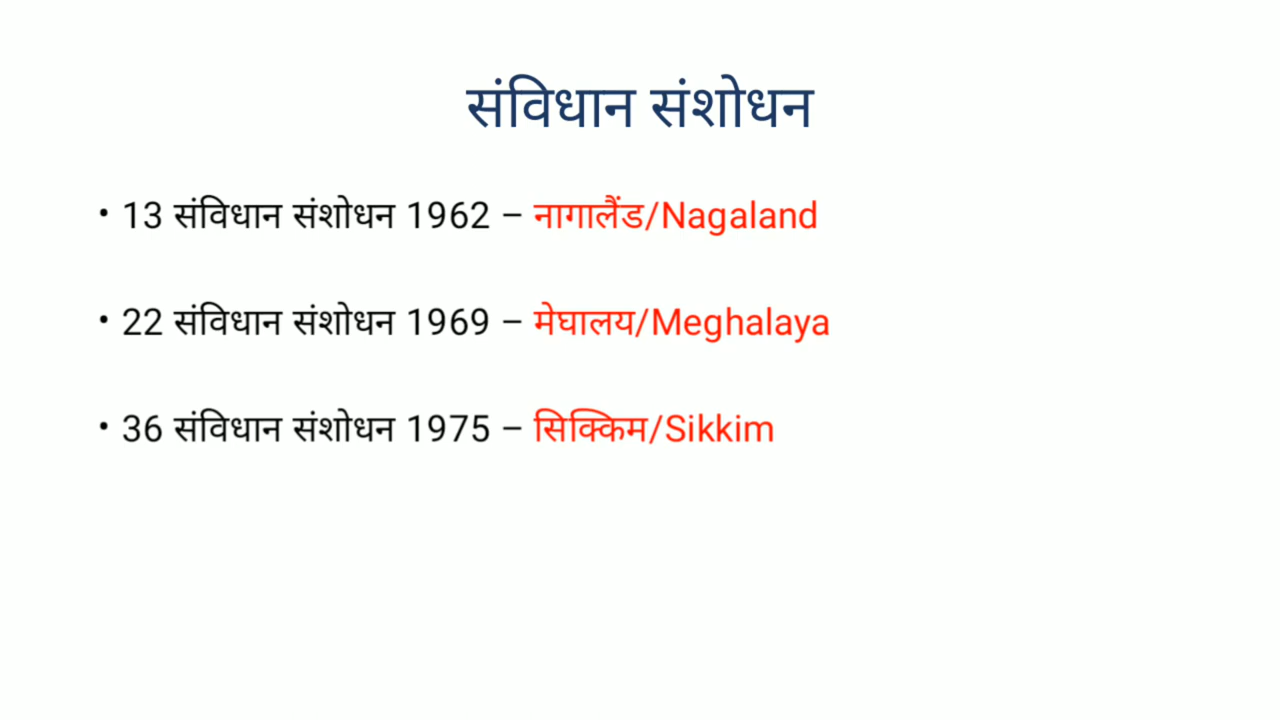 संविधान संशोधन
• 13 संविधान संशोधन 1962 – नागालैंड/Nagaland
• 22 संविधान संशोधन 1969 – मेघालय/Meghalaya
• 36 संविधान संशोधन 1975 – सिक्किम/Sikkim